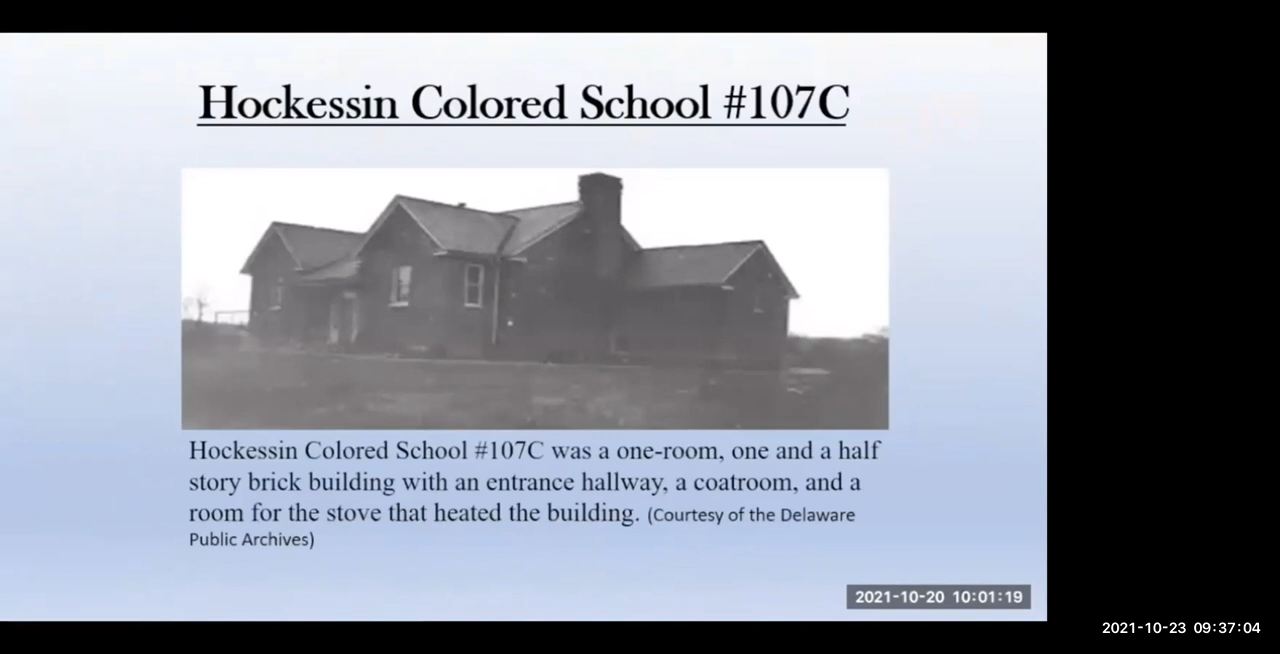 Hockessin Colored School #107C
Hockessin Colored School #107C was a one-room, one and a half
story brick building with an entrance hallway, a coatroom, and a
room for the stove that heated the building. (Courtesy of the Delaware
Public Archives)
2021-10-20 10:01:19
2021-10-23 09:37:04